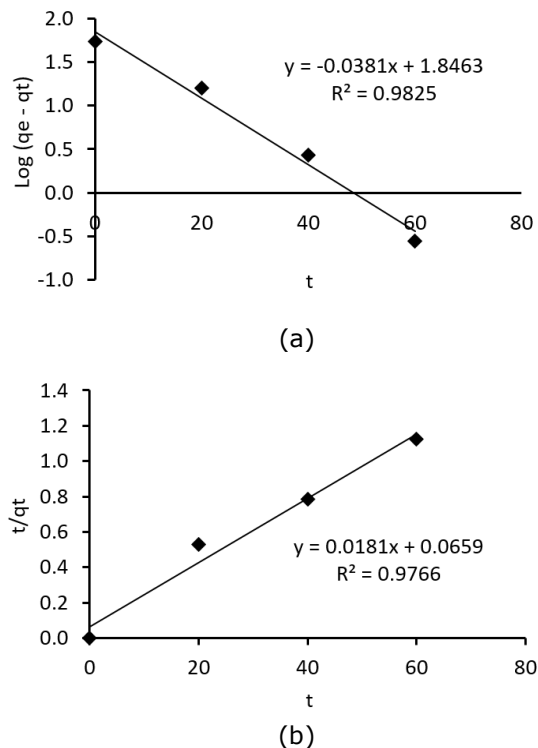 2.0
1.5
1.0
0.5
0.0
-0.5
-1.0
Log (qe - qt)
y = -0.0381x + 1.8463
R² = 0.9825
0 20 40 60 80
t
(a)
1.4
1.2
1.0
0.8
0.6
0.4
0.2
0.0
t/qt
y = 0.0181x + 0.0659
R² = 0.9766
0 20 40 60 80
t
(b)